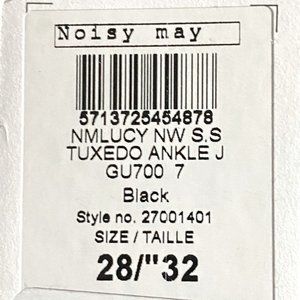 Noisy may
5713725454878
NMLUCY NW S.S
TUXEDO ANKLE J
GU700 7
Black
Style no. 27001401
SIZE / TAILLE
28/"32